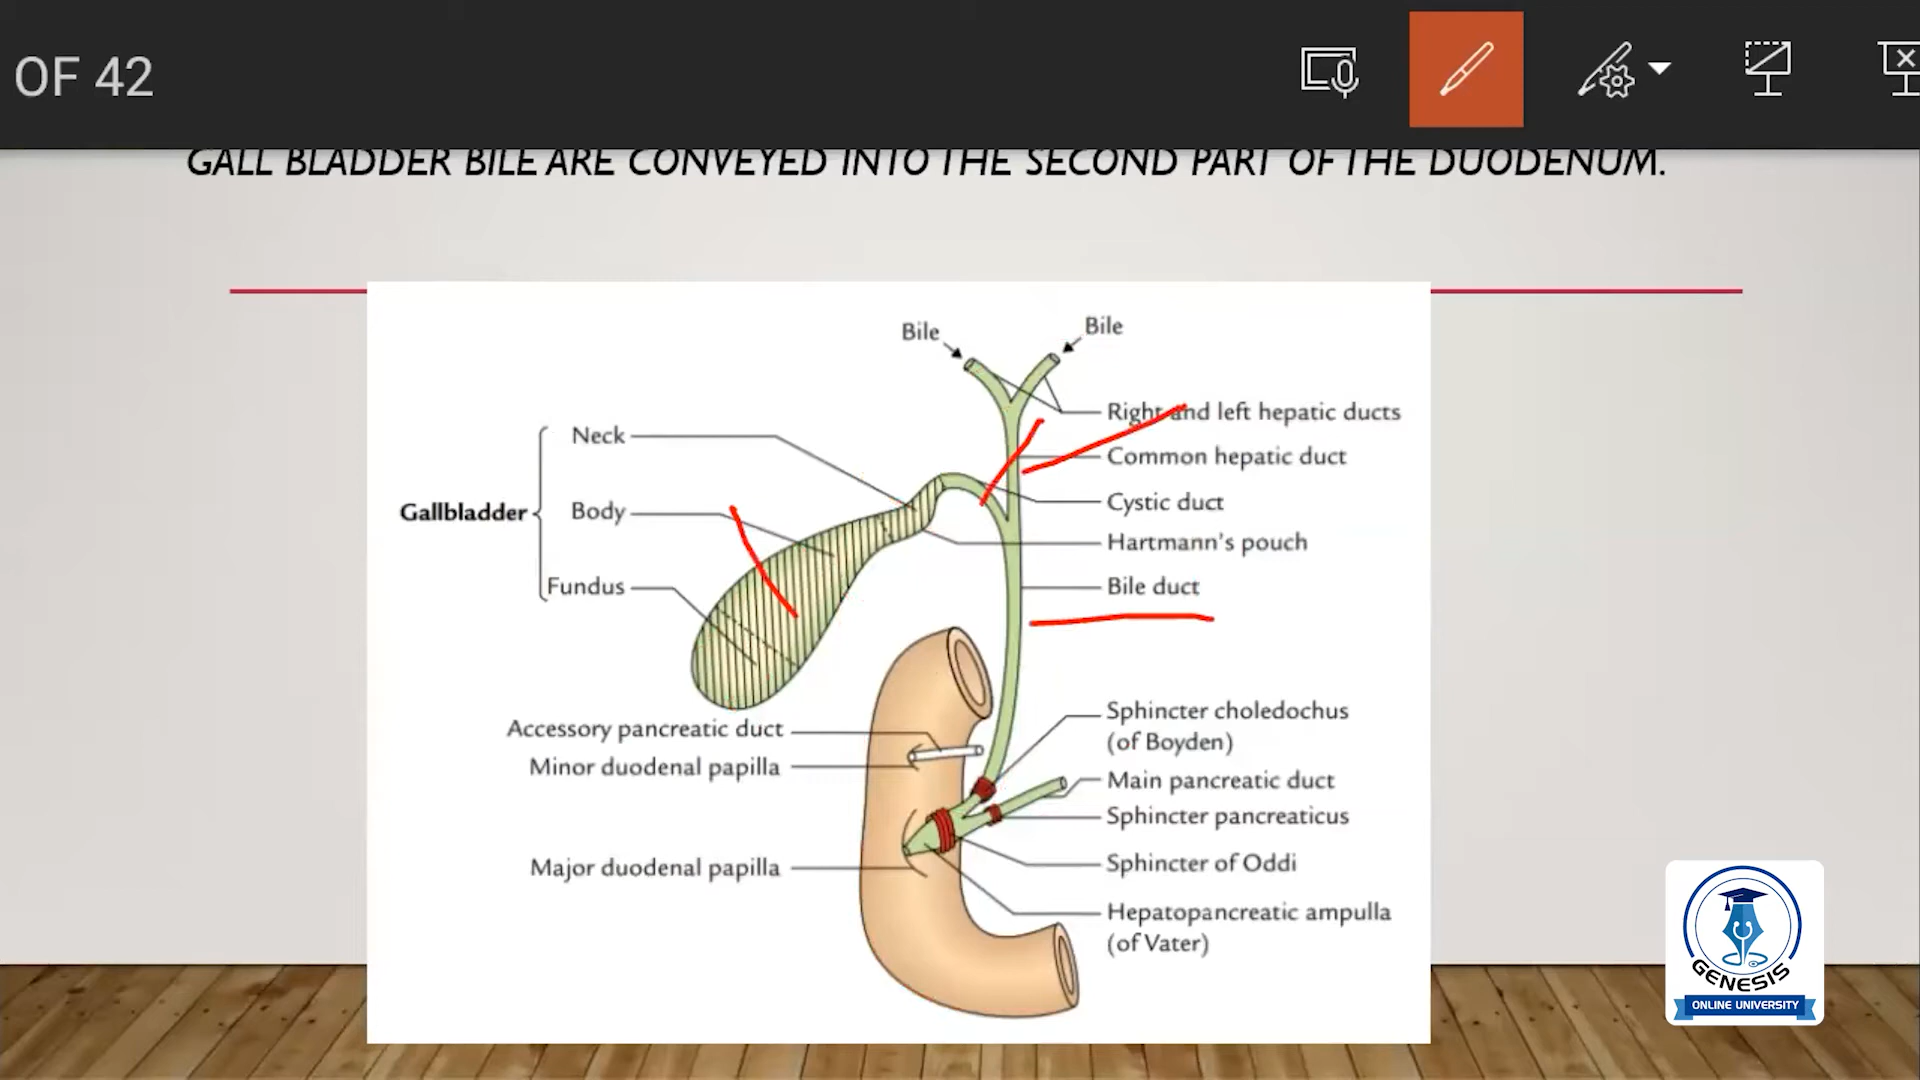 OF 42
GALL BLADDER BILE ARE CONVEYED INTO THE SECOND PART OF THE DUODENUM.
Bile
Bile
Right and left hepatic ducts
Neck
Common hepatic duct
Cystic duct
Gallbladder
Body
Hartmann's pouch
Fundus
Bile duct
Accessory pancreatic duct
Sphincter choledochus
(of Boyden)
Minor duodenal papilla
Main pancreatic duct
Sphincter pancreaticus
Major duodenal papilla
Sphincter of Oddi
Hepatopancreatic ampulla
(of Vater)
GENESIS
ONLINE UNIVERSITY